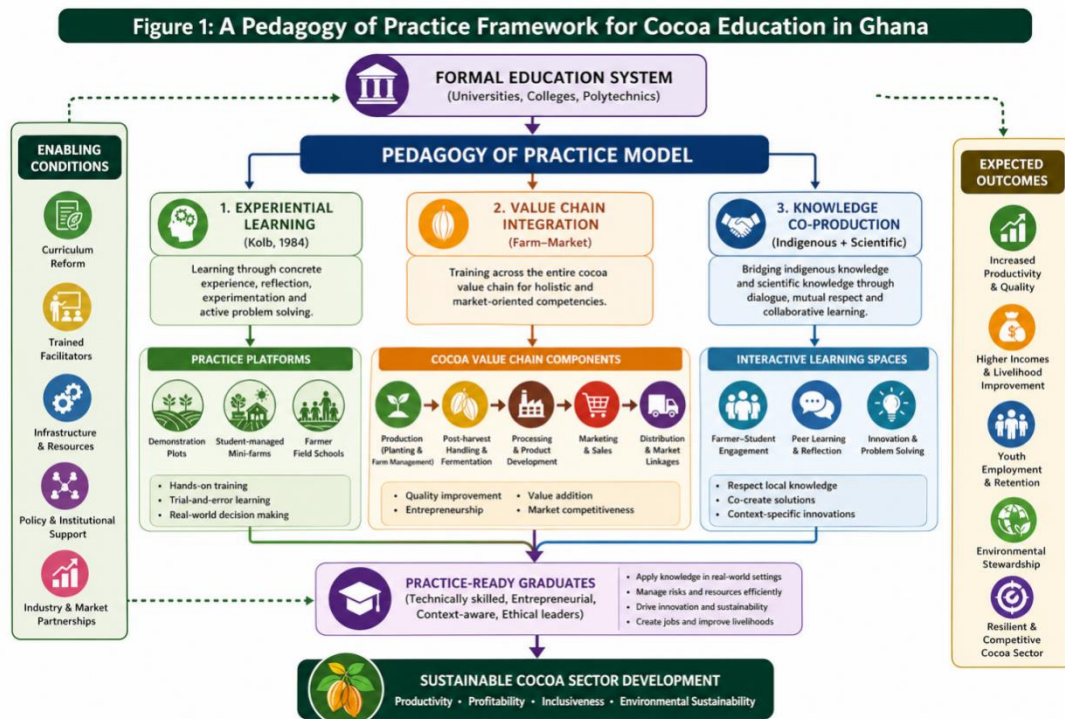 Figure 1: A Pedagogy of Practice Framework for Cocoa Education in Ghana
FORMAL EDUCATION SYSTEM
(Universities, Colleges, Polytechnics)
ENABLING
CONDITIONS
Curriculum
Reform
Trained
Facilitators
Infrastructure
& Resources
Policy & Institutional
Support
Industry & Market
Partnerships
PEDAGOGY OF PRACTICE MODEL
1. EXPERIENTIAL
LEARNING
(Kolb, 1984)
Learning through concrete
experience, reflection,
experimentation and
active problem solving.
PRACTICE PLATFORMS
Demonstration
Plots
Student-managed
Mini-farms
Farmer
Field Schools
• Hands-on training
• Trial-and-error learning
• Real-world decision making
2. VALUE CHAIN
INTEGRATION
(Farm–Market)
Training across the entire cocoa
value chain for holistic and
market-oriented competencies.
COCOA VALUE CHAIN COMPONENTS
Production
(Planting &
Farm Management)
Post-harvest
Handling &
Fermentation
Processing
& Product
Development
Marketing
& Sales
Distribution
& Market
Linkages
• Quality improvement
• Entrepreneurship
• Value addition
• Market competitiveness
3. KNOWLEDGE
CO-PRODUCTION
(Indigenous + Scientific)
Bridging indigenous knowledge
and scientific knowledge through
dialogue, mutual respect and
collaborative learning.
INTERACTIVE LEARNING SPACES
Farmer–Student
Engagement
Peer Learning
& Reflection
Innovation &
Problem Solving
• Respect local knowledge
• Co-create solutions
• Context-specific innovations
EXPECTED
OUTCOMES
Increased
Productivity
& Quality
$
Higher Incomes
& Livelihood
Improvement
Youth
Employment
& Retention
Environmental
Stewardship
Resilient &
Competitive
Cocoa Sector
PRACTICE-READY GRADUATES
(Technically skilled, Entrepreneurial,
Context-aware, Ethical leaders)
• Apply knowledge in real-world settings
• Manage risks and resources efficiently
• Drive innovation and sustainability
• Create jobs and improve livelihoods
SUSTAINABLE COCOA SECTOR DEVELOPMENT
Productivity • Profitability • Inclusiveness • Environmental Sustainability